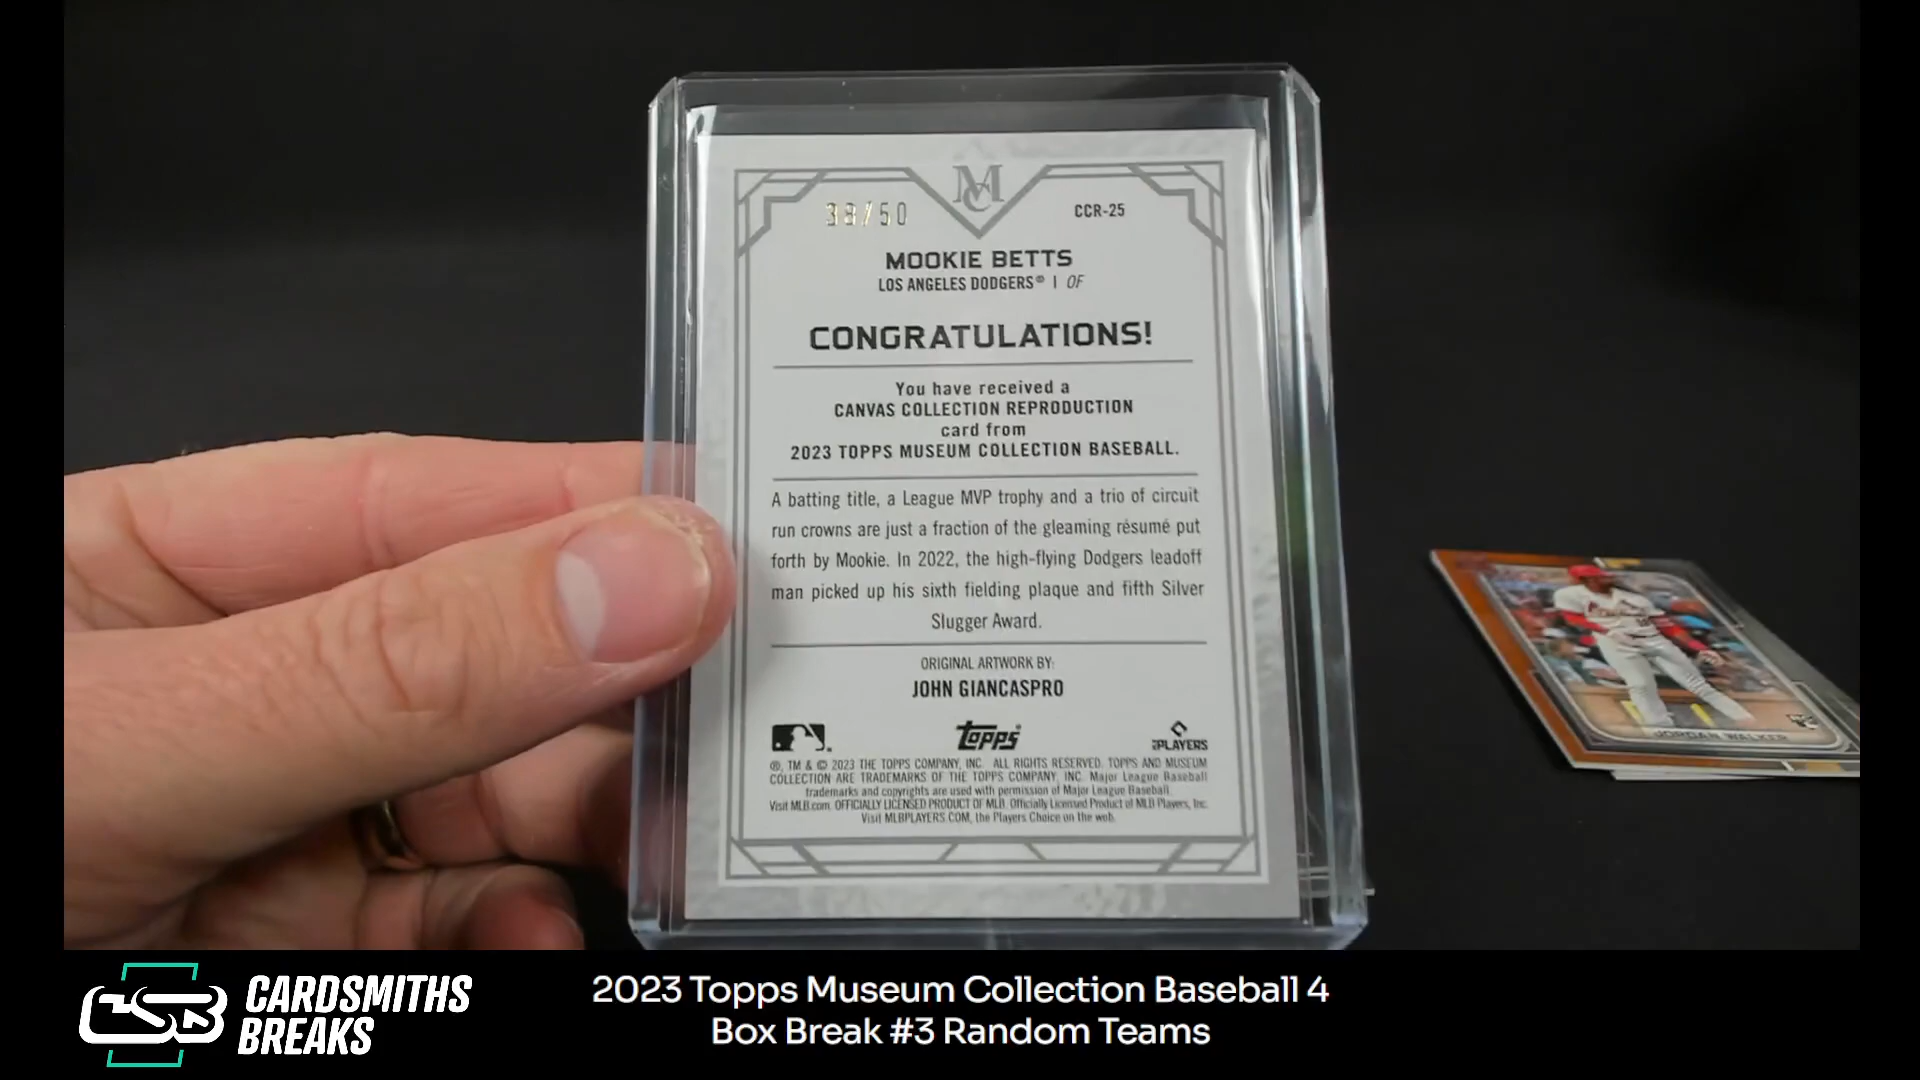 38/50
MC
CCR-25
MOOKIE BETTS
LOS ANGELES DODGERS® | OF
CONGRATULATIONS!
You have received a
CANVAS COLLECTION REPRODUCTION
card from
2023 TOPPS MUSEUM COLLECTION BASEBALL.
A batting title, a League MVP trophy and a trio of circuit
run crowns are just a fraction of the gleaming résumé put
forth by Mookie. In 2022, the high-flying Dodgers leadoff
man picked up his sixth fielding plaque and fifth Silver
Slugger Award.
ORIGINAL ARTWORK BY:
JOHN GIANCASPRO
Topps®
PLAYERS
®, TM & © 2023 THE TOPPS COMPANY, INC. ALL RIGHTS RESERVED. TOPPS AND MUSEUM
COLLECTION ARE TRADEMARKS OF THE TOPPS COMPANY, INC. Major League Baseball
trademarks and copyrights are used with permission of Major League Baseball.
Visit MLB.com. OFFICIALLY LICENSED PRODUCT OF MLB. Officially Licensed Product of MLB Players, Inc.
Visit MLBPLAYERS.COM, the Players Choice on the web.
JORDAN WALKER
CSB
CARDSMITHS
BREAKS
2023 Topps Museum Collection Baseball 4
Box Break #3 Random Teams